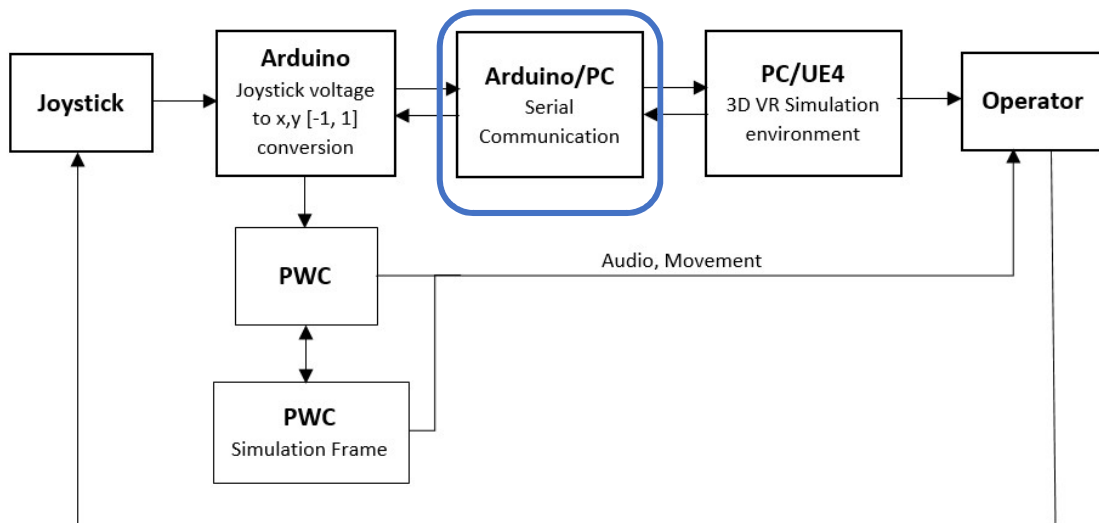 Joystick
Arduino
Joystick voltage
to x,y [-1, 1]
conversion
Arduino/PC
Serial
Communication
PC/UE4
3D VR Simulation
environment
Operator
PWC
Audio, Movement
PWC
Simulation Frame